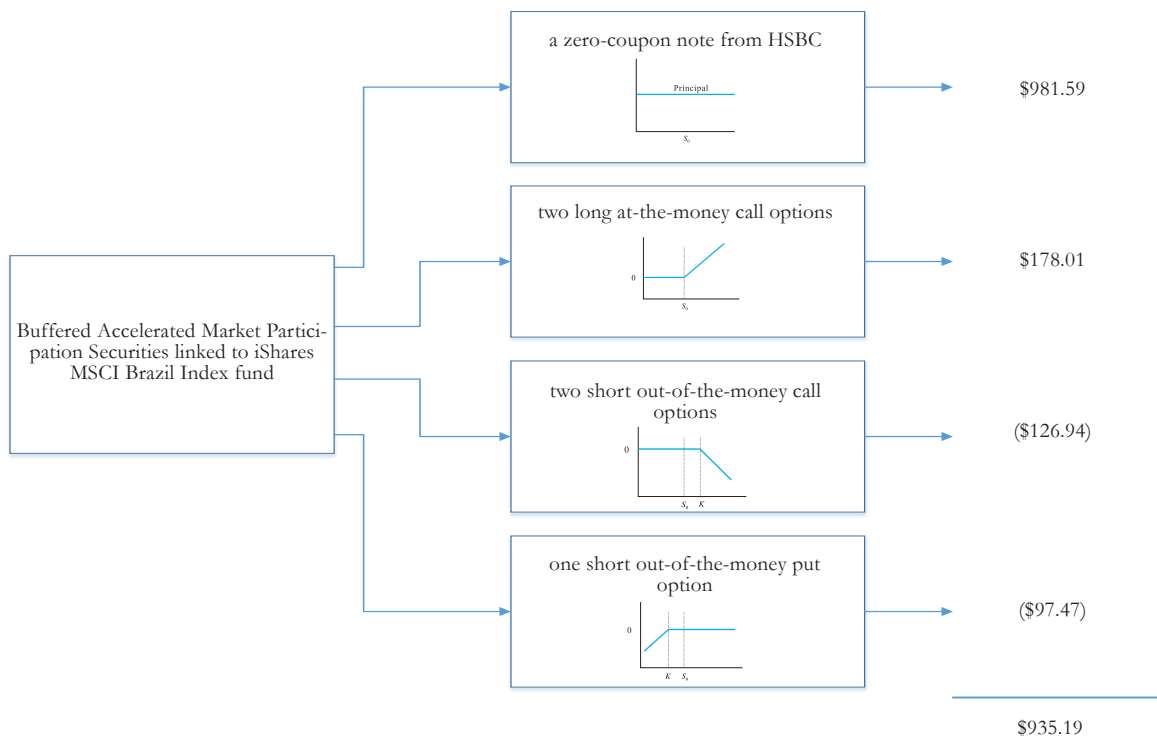 a zero-coupon note from HSBC
Principal
S₀
$981.59
two long at-the-money call options
0
S₀
$178.01
Buffered Accelerated Market Partici-
pation Securities linked to iShares
MSCI Brazil Index fund
two short out-of-the-money call
options
0
S₀ K
($126.94)
one short out-of-the-money put
option
0
K S₀
($97.47)
$935.19